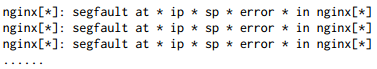 nginx[*]: segfault at * ip * sp * error * in nginx[*]
nginx[*]: segfault at * ip * sp * error * in nginx[*]
nginx[*]: segfault at * ip * sp * error * in nginx[*]
......